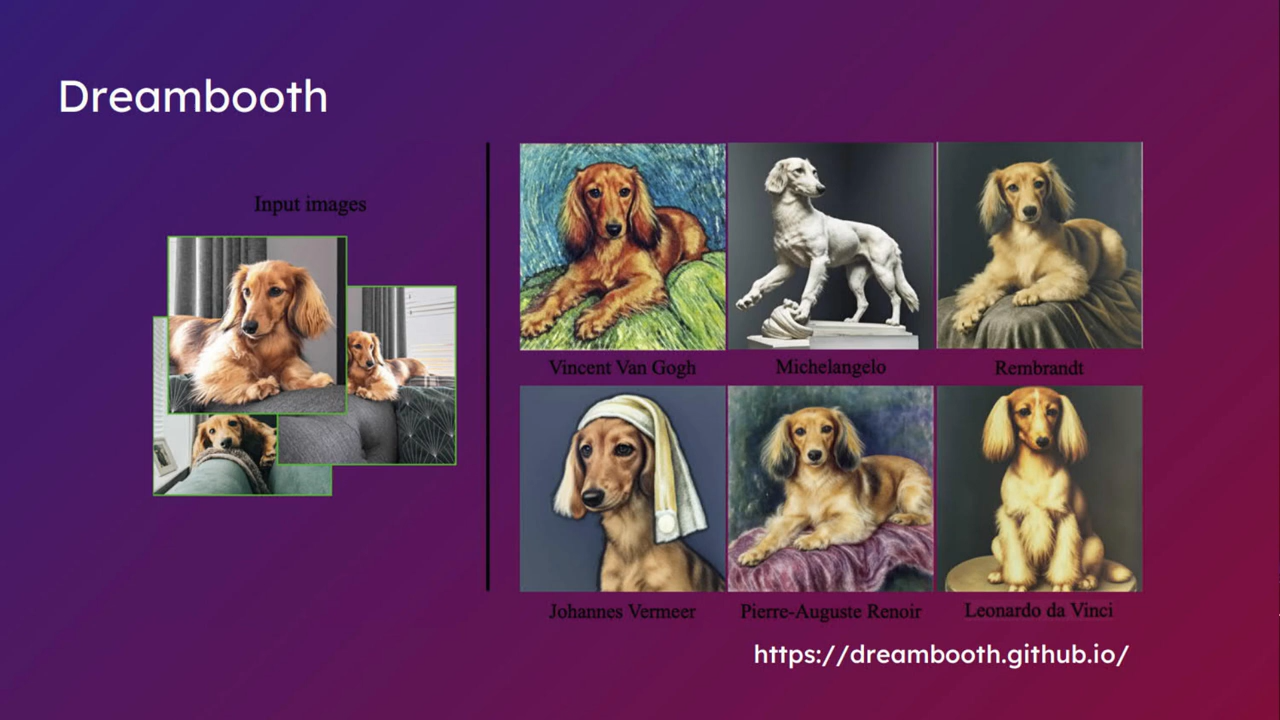 Dreambooth
Input images
Vincent Van Gogh
Michelangelo
Rembrandt
Johannes Vermeer
Pierre-Auguste Renoir
Leonardo da Vinci
https://dreambooth.github.io/